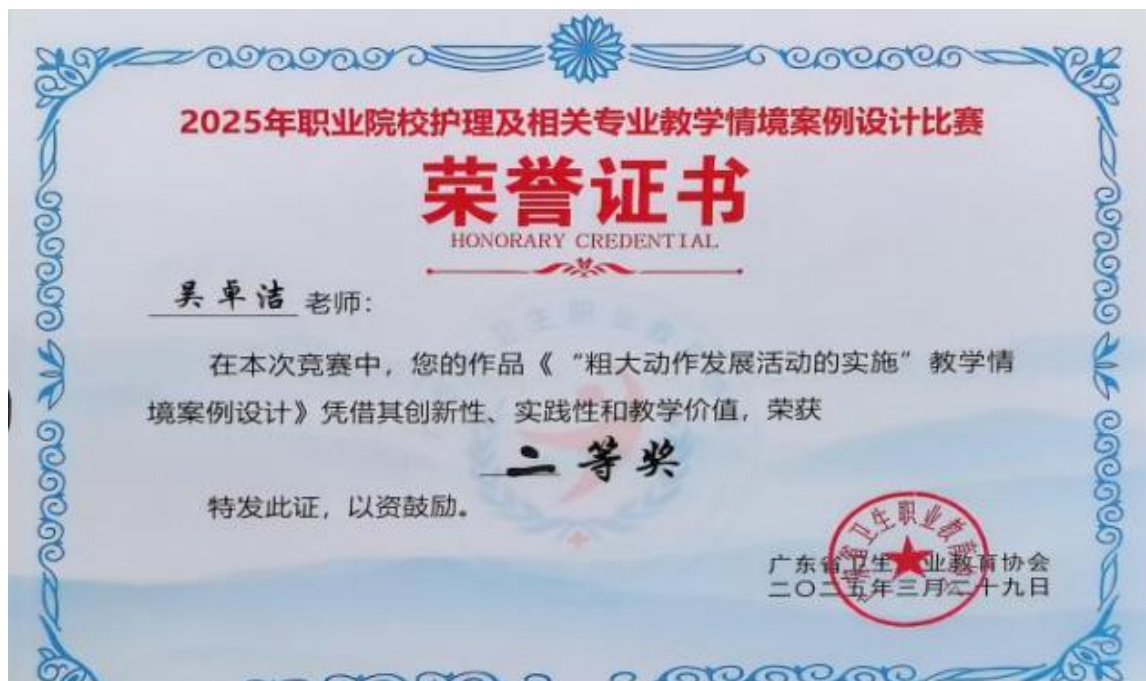 2025年职业院校护理及相关专业教学情境案例设计比赛
荣誉证书
HONORARY CREDENTIAL
吴卓洁 老师：
在本次竞赛中，您的作品《“粗大动作发展活动的实施”教学情
境案例设计》凭借其创新性、实践性和教学价值，荣获
二等奖
特发此证，以资鼓励。
广东省卫生职业教育协会
二〇二五年三月二十九日